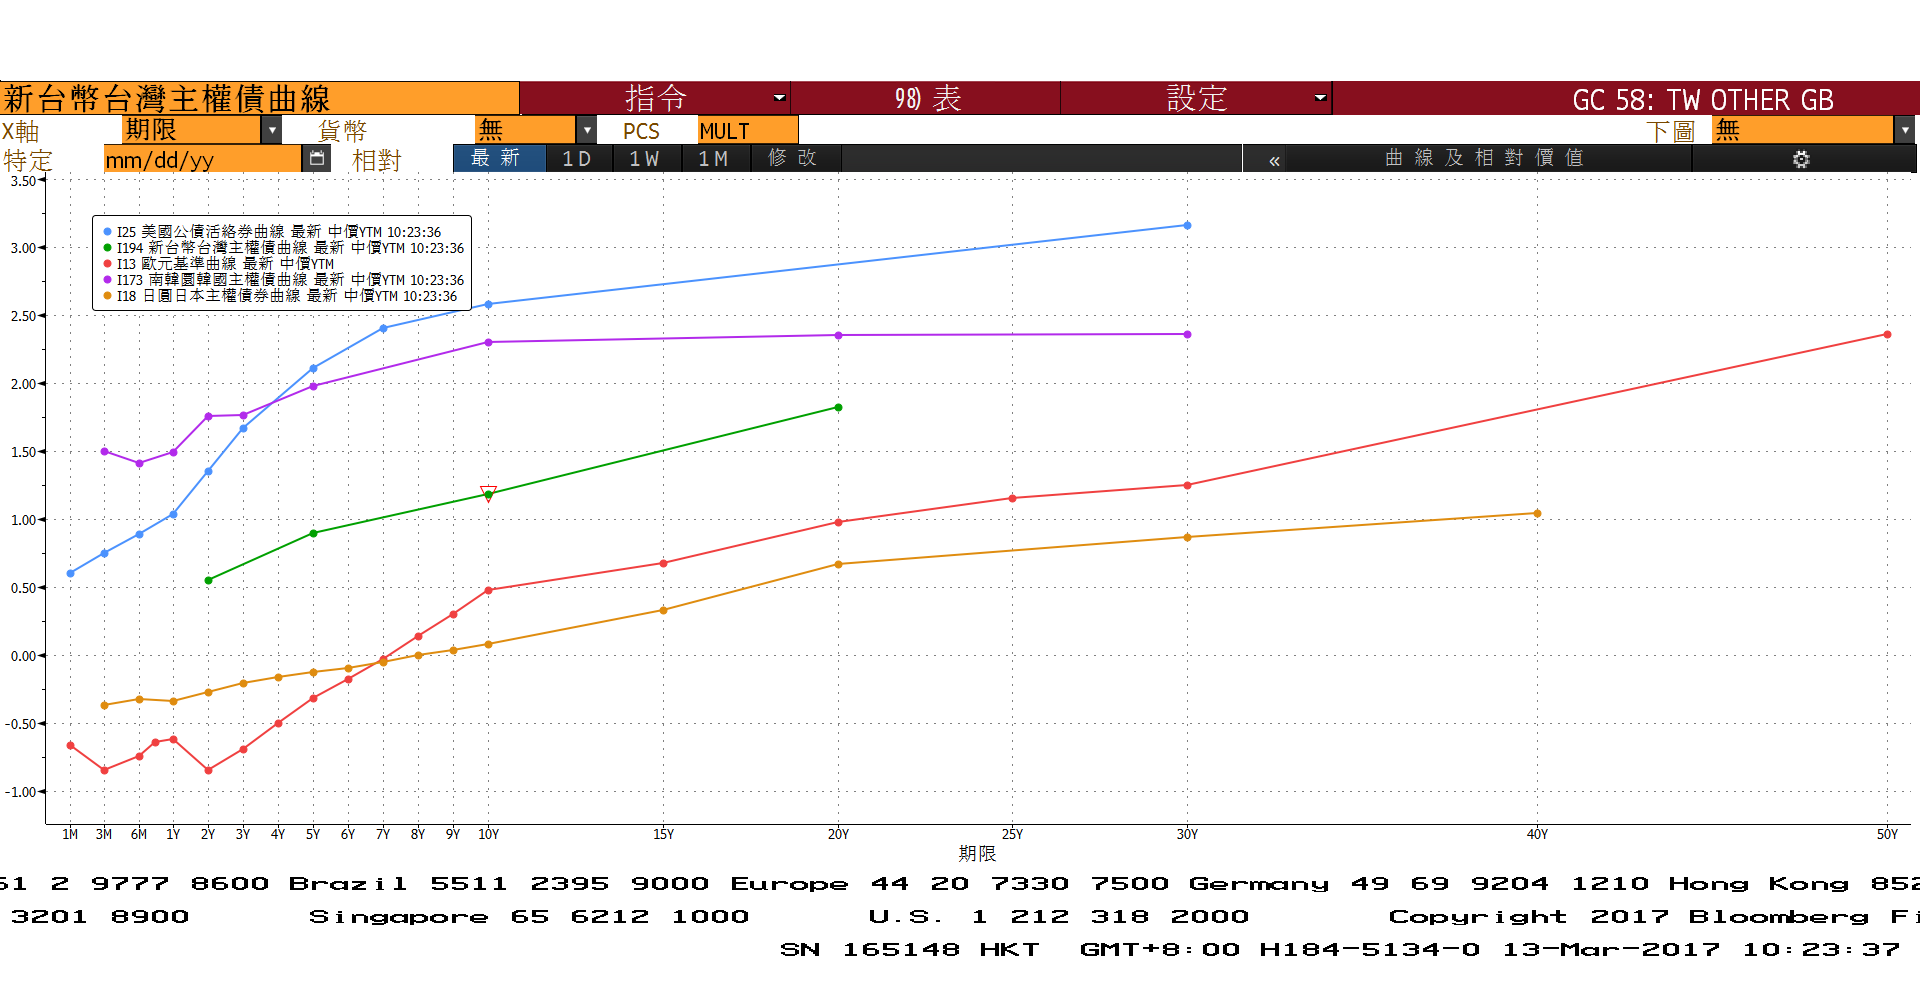 新台幣台灣主權債曲線 指令 98) 表 設定 GC 58: TW OTHER GB
X軸 期限 貨幣 無 PCS MULT 下圖 無
特定 mm/dd/yy 相對 最新 1D 1W 1M 修改 « 曲線及相對價值
3.50
3.00
2.50
2.00
1.50
1.00
0.50
0.00
-0.50
-1.00
I25 美國公債活絡券曲線 最新 中價YTM 10:23:36
I194 新台幣台灣主權債曲線 最新 中價YTM 10:23:36
I13 歐元基準曲線 最新 中價YTM
I173 南韓圜韓國主權債曲線 最新 中價YTM 10:23:36
I18 日圓日本主權債券曲線 最新 中價YTM 10:23:36
1M 3M 6M 1Y 2Y 3Y 4Y 5Y 6Y 7Y 8Y 9Y 10Y 15Y 20Y 25Y 30Y 40Y 50Y
期限
61 2 9777 8600 Brazil 5511 2395 9000 Europe 44 20 7330 7500 Germany 49 69 9204 1210 Hong Kong 852
3201 8900 Singapore 65 6212 1000 U.S. 1 212 318 2000 Copyright 2017 Bloomberg Fi
SN 165148 HKT GMT+8:00 H184-5134-0 13-Mar-2017 10:23:37